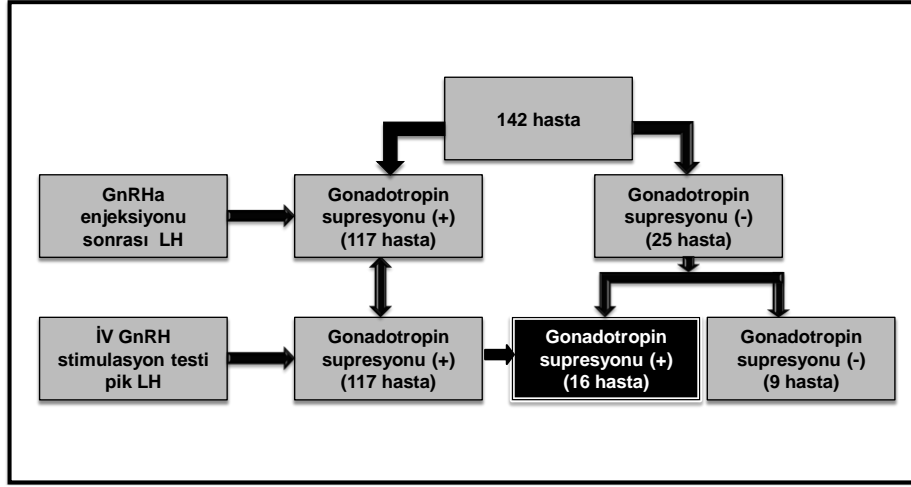 142 hasta
GnRHa
enjeksiyonu
sonrası LH
Gonadotropin
supresyonu (+)
(117 hasta)
Gonadotropin
supresyonu (-)
(25 hasta)
İV GnRH
stimulasyon testi
pik LH
Gonadotropin
supresyonu (+)
(117 hasta)
Gonadotropin
supresyonu (+)
(16 hasta)
Gonadotropin
supresyonu (-)
(9 hasta)